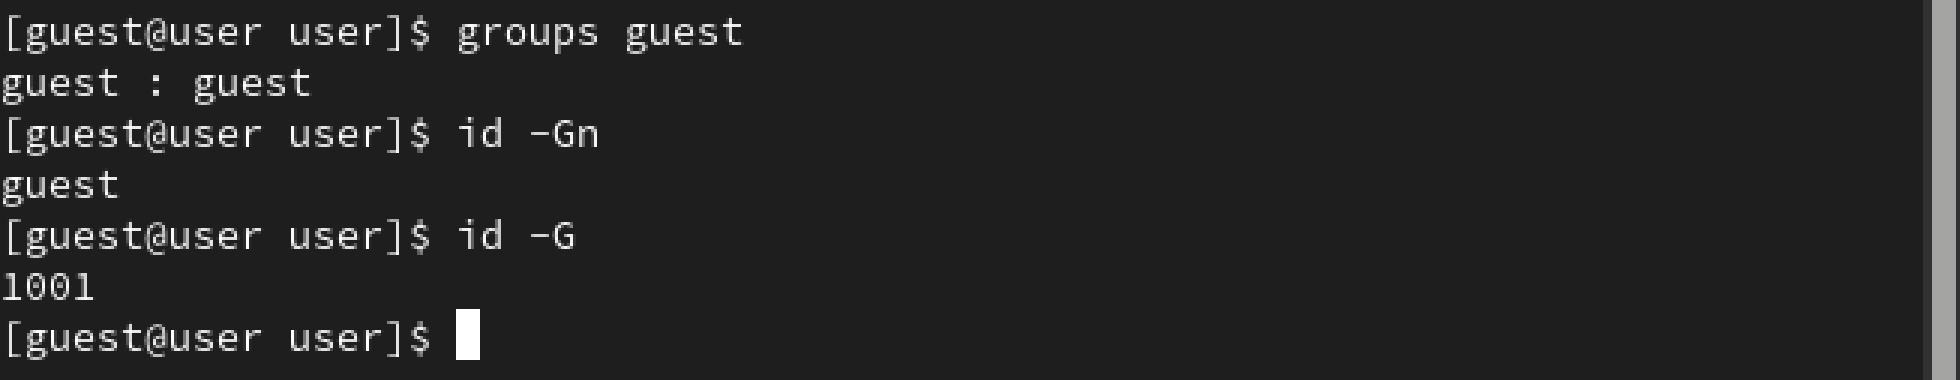 [guest@user user]$ groups guest
guest : guest
[guest@user user]$ id -Gn
guest
[guest@user user]$ id -G
1001
[guest@user user]$